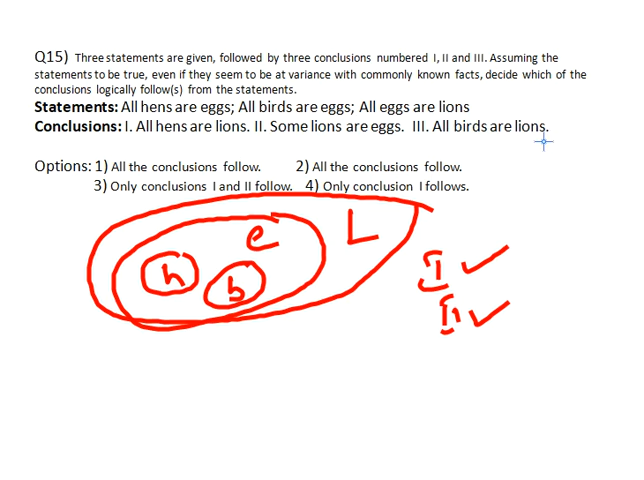 Q15) Three statements are given, followed by three conclusions numbered I, II and III. Assuming the
statements to be true, even if they seem to be at variance with commonly known facts, decide which of the
conclusions logically follow(s) from the statements.
Statements: All hens are eggs; All birds are eggs; All eggs are lions
Conclusions: I. All hens are lions. II. Some lions are eggs. III. All birds are lions.
Options: 1) All the conclusions follow. 2) All the conclusions follow.
3) Only conclusions I and II follow. 4) Only conclusion I follows.
e L
h b
I ✓
II ✓